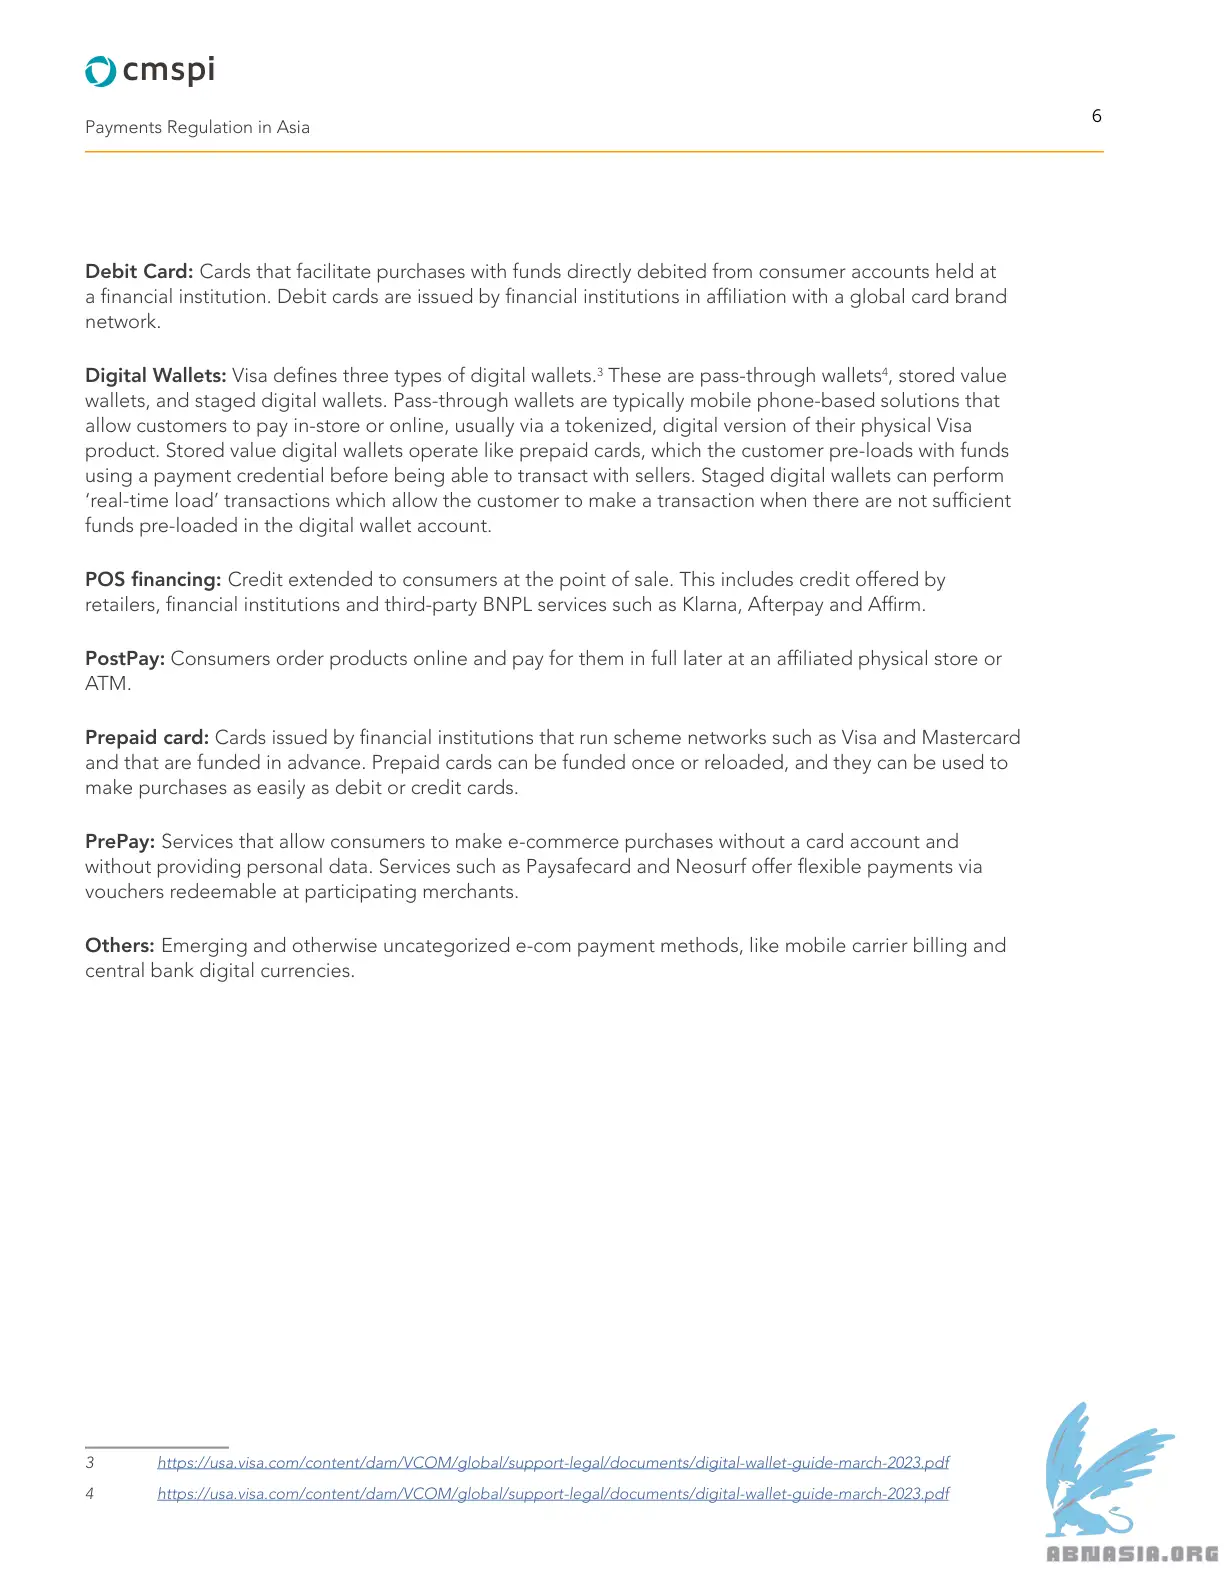 cmspi
Payments Regulation in Asia
6
Debit Card: Cards that facilitate purchases with funds directly debited from consumer accounts held at
a financial institution. Debit cards are issued by financial institutions in affiliation with a global card brand
network.
Digital Wallets: Visa defines three types of digital wallets.3 These are pass-through wallets4, stored value
wallets, and staged digital wallets. Pass-through wallets are typically mobile phone-based solutions that
allow customers to pay in-store or online, usually via a tokenized, digital version of their physical Visa
product. Stored value digital wallets operate like prepaid cards, which the customer pre-loads with funds
using a payment credential before being able to transact with sellers. Staged digital wallets can perform
‘real-time load’ transactions which allow the customer to make a transaction when there are not sufficient
funds pre-loaded in the digital wallet account.
POS financing: Credit extended to consumers at the point of sale. This includes credit offered by
retailers, financial institutions and third-party BNPL services such as Klarna, Afterpay and Affirm.
PostPay: Consumers order products online and pay for them in full later at an affiliated physical store or
ATM.
Prepaid card: Cards issued by financial institutions that run scheme networks such as Visa and Mastercard
and that are funded in advance. Prepaid cards can be funded once or reloaded, and they can be used to
make purchases as easily as debit or credit cards.
PrePay: Services that allow consumers to make e-commerce purchases without a card account and
without providing personal data. Services such as Paysafecard and Neosurf offer flexible payments via
vouchers redeemable at participating merchants.
Others: Emerging and otherwise uncategorized e-com payment methods, like mobile carrier billing and
central bank digital currencies.
3 https://usa.visa.com/content/dam/VCOM/global/support-legal/documents/digital-wallet-guide-march-2023.pdf
4 https://usa.visa.com/content/dam/VCOM/global/support-legal/documents/digital-wallet-guide-march-2023.pdf
ABNASIA.ORG